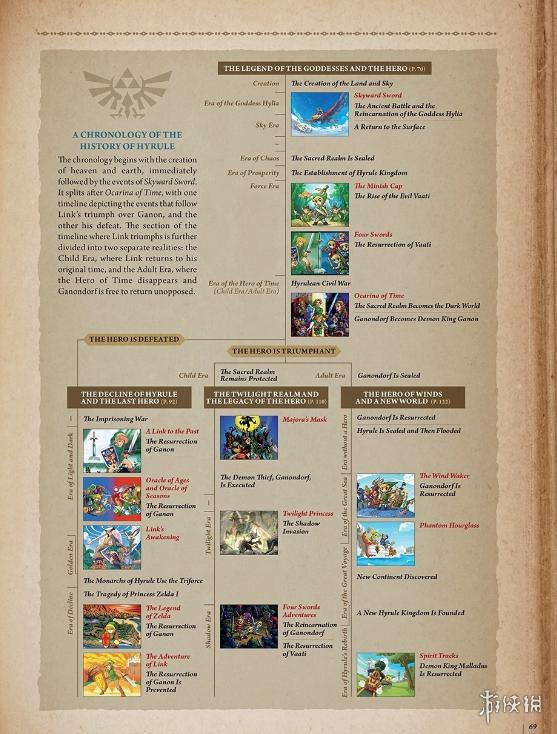 THE LEGEND OF THE GODDESSES AND THE HERO (P. 70)
Creation
The Creation of the Land and Sky
Era of the Goddess Hylia
Skyward Sword
The Ancient Battle and the
Reincarnation of the Goddess Hylia
Sky Era
A Return to the Surface
A CHRONOLOGY OF THE
HISTORY OF HYRULE
The chronology begins with the creation
of heaven and earth, immediately
followed by the events of Skyward Sword.
It splits after Ocarina of Time, with one
timeline depicting the events that follow
Link's triumph over Ganon, and the
other his defeat. The section of the
timeline where Link triumphs is further
divided into two separate realities: the
Child Era, where Link returns to his
original time, and the Adult Era, where
the Hero of Time disappears and
Ganondorf is free to return unopposed.
Era of Chaos
The Sacred Realm Is Sealed
Era of Prosperity
The Establishment of Hyrule Kingdom
Force Era
The Minish Cap
The Rise of the Evil Vaati
Four Swords
The Resurrection of Vaati
Era of the Hero of Time
(Child Era/Adult Era)
Hyrulean Civil War
Ocarina of Time
The Sacred Realm Becomes the Dark World
Ganondorf Becomes Demon King Ganon
THE HERO IS DEFEATED
THE HERO IS TRIUMPHANT
Child Era
The Sacred Realm
Remains Protected
Adult Era
Ganondorf Is Sealed
THE DECLINE OF HYRULE
AND THE LAST HERO (P. 92)
The Imprisoning War
Era of Light and Dark
A Link to the Past
The Resurrection
of Ganon
Oracle of Ages
and Oracle of
Seasons
The Resurrection
of Ganon
Link's
Awakening
Golden Era
The Monarchs of Hyrule Use the Triforce
Era of Decline
The Tragedy of Princess Zelda I
The Legend
of Zelda
The Resurrection
of Ganon
The Adventure
of Link
The Resurrection
of Ganon Is
Prevented
THE TWILIGHT REALM AND
THE LEGACY OF THE HERO (P. 110)
Majora's Mask
The Demon Thief, Ganondorf,
Is Executed
Twilight Era
Twilight Princess
The Shadow
Invasion
Shadow Era
Four Swords
Adventures
The Reincarnation
of Ganondorf
The Resurrection
of Vaati
THE HERO OF WINDS
AND A NEW WORLD (P. 122)
Era without a Hero
Ganondorf Is Resurrected
Hyrule Is Sealed and Then Flooded
Era of the Great Sea
The Wind Waker
Ganondorf Is
Resurrected
Phantom Hourglass
Era of the Great Voyage
New Continent Discovered
A New Hyrule Kingdom Is Founded
Era of Hyrule's Rebirth
Spirit Tracks
Demon King Malladus
Is Resurrected
游侠网
69